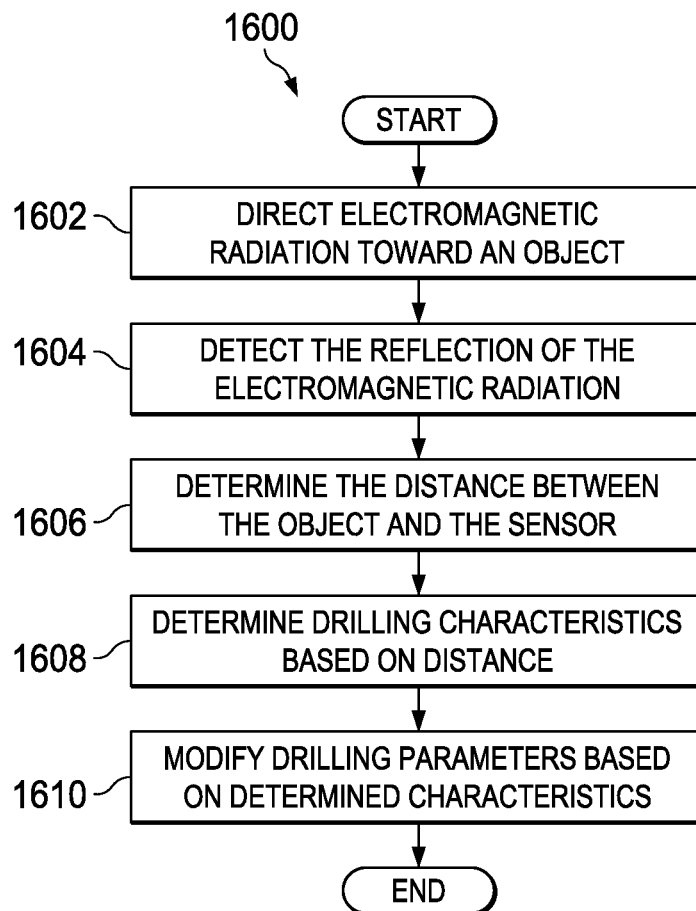 1600
START
1602
DIRECT ELECTROMAGNETIC
RADIATION TOWARD AN OBJECT
1604
DETECT THE REFLECTION OF THE
ELECTROMAGNETIC RADIATION
1606
DETERMINE THE DISTANCE BETWEEN
THE OBJECT AND THE SENSOR
1608
DETERMINE DRILLING CHARACTERISTICS
BASED ON DISTANCE
1610
MODIFY DRILLING PARAMETERS BASED
ON DETERMINED CHARACTERISTICS
END